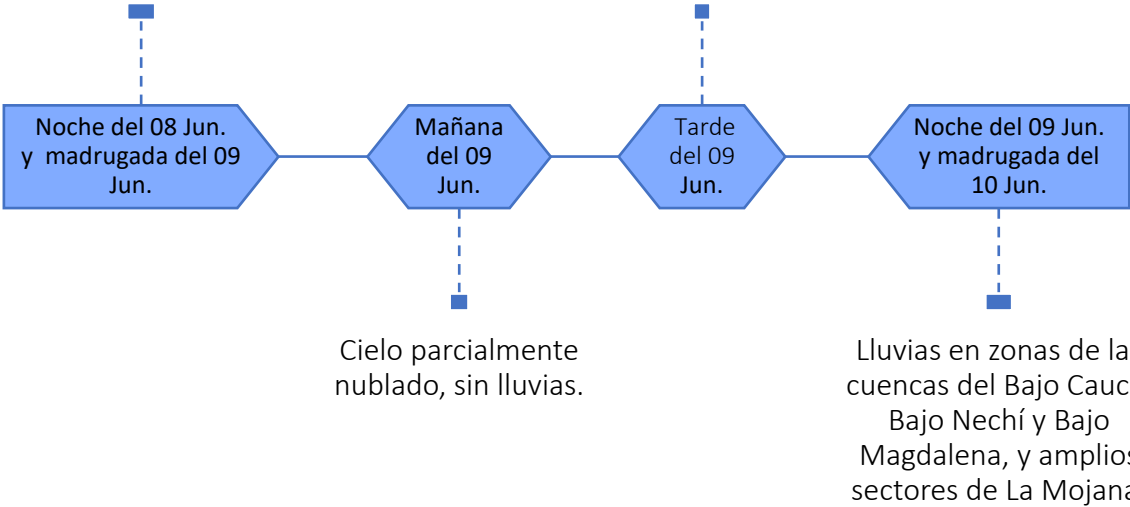 Noche del 08 Jun.
y  madrugada del 09
Jun.
Mañana
del 09
Jun.
Tarde
del 09
Jun.
Noche del 09 Jun.
y madrugada del
10 Jun.
Cielo parcialmente
nublado, sin lluvias.
Lluvias en zonas de la
cuencas del Bajo Cauc
Bajo Nechí y Bajo
Magdalena, y amplios
sectores de La Mojana